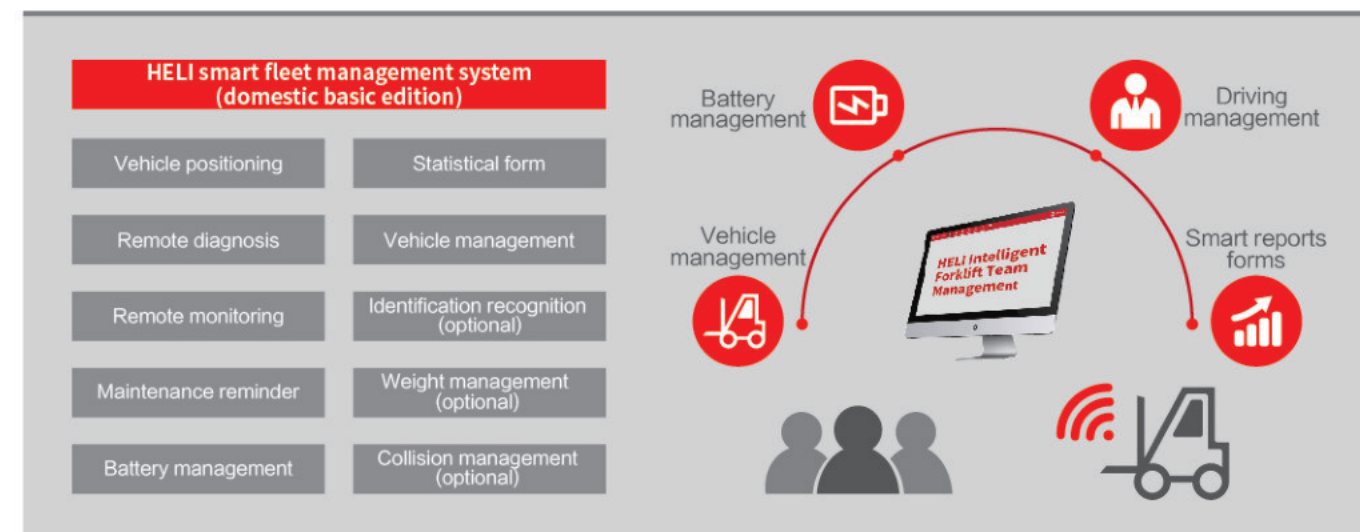 HELI smart fleet management system
(domestic basic edition)
Vehicle positioning
Statistical form
Remote diagnosis
Vehicle management
Remote monitoring
Identification recognition
(optional)
Maintenance reminder
Weight management
(optional)
Battery management
Collision management
(optional)
Battery
management
Driving
management
Vehicle
management
Smart reports
forms
HELI Intelligent
Forklift Team
Management